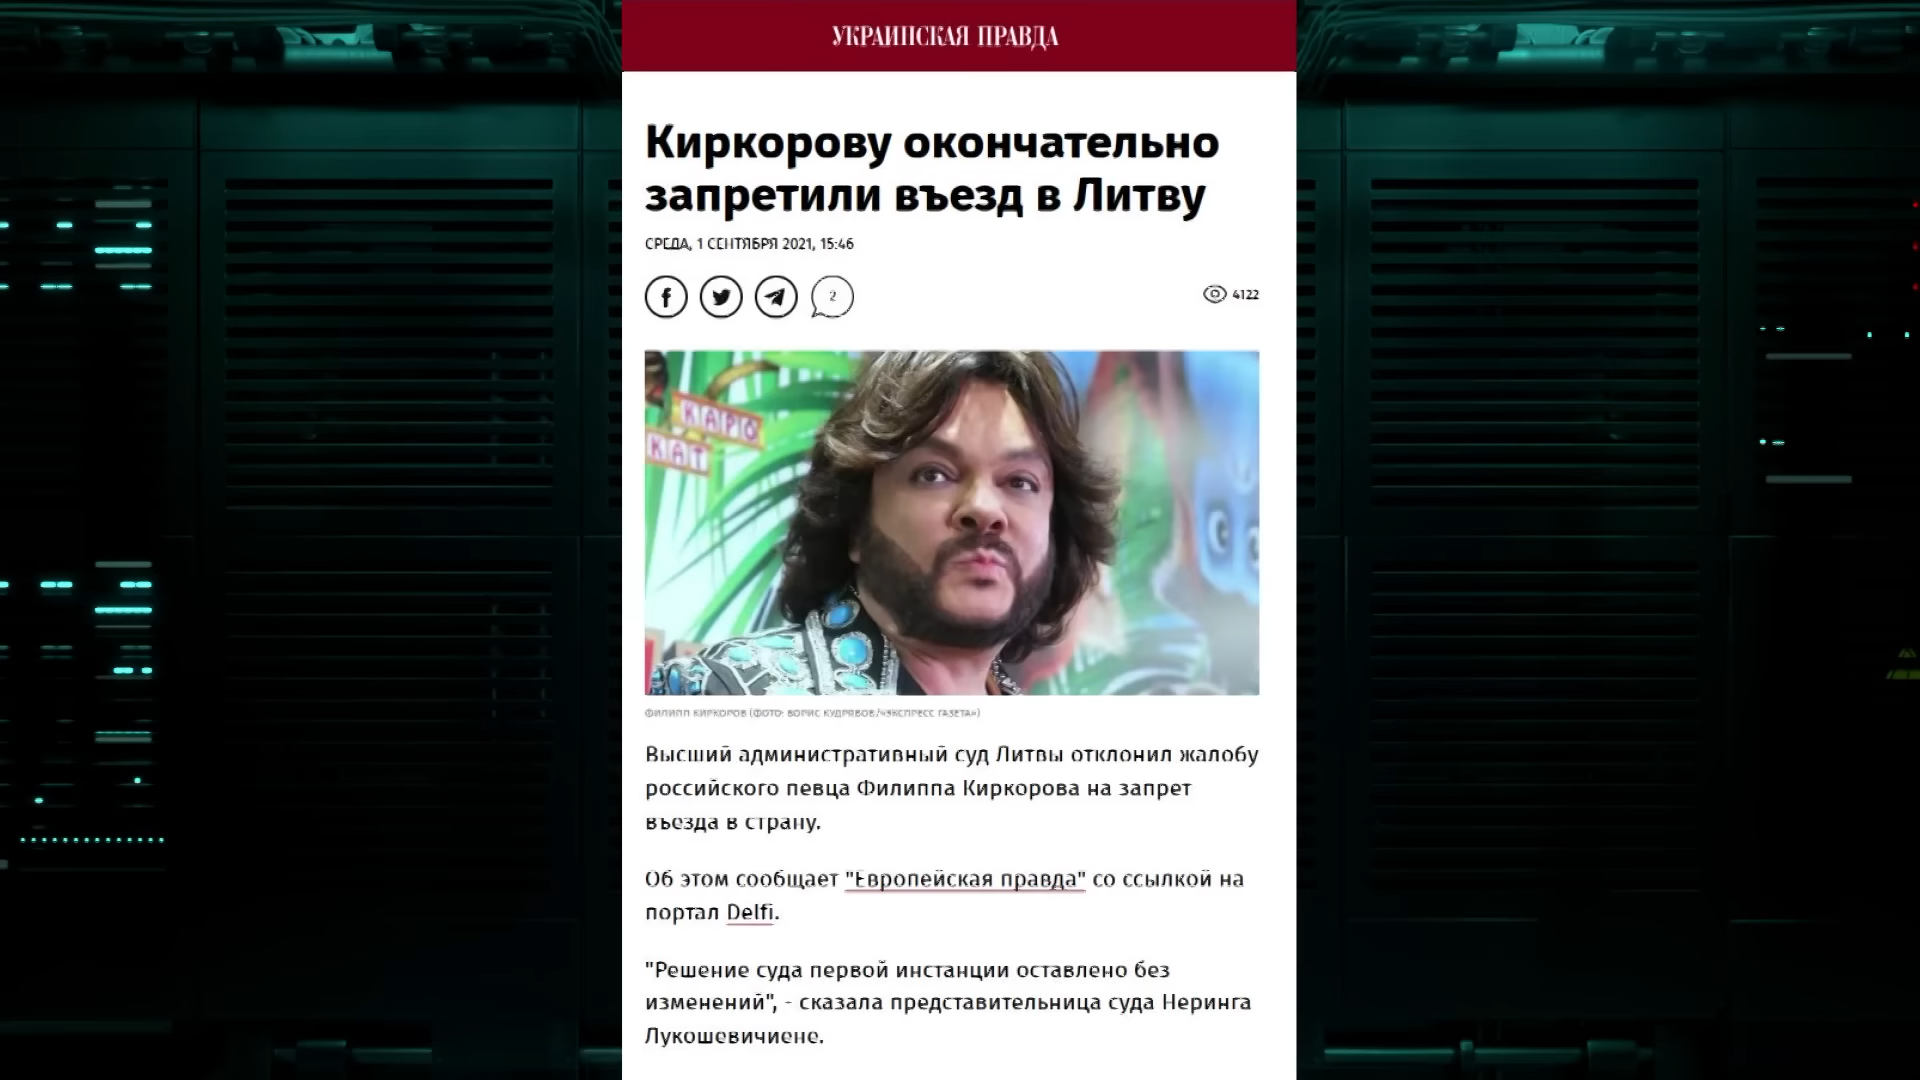 УКРАИНСКАЯ ПРАВДА
Киркорову окончательно
запретили въезд в Литву
СРЕДА, 1 СЕНТЯБРЯ 2021, 15:46
2
4122
КАРО
КАТ
ФИЛИПП КИРКОРОВ (ФОТО: БОРИС КУДРЯВОВ/«ЭКСПРЕСС ГАЗЕТА»)
Высший административный суд Литвы отклонил жалобу
российского певца Филиппа Киркорова на запрет
въезда в страну.
Об этом сообщает "Европейская правда" со ссылкой на
портал Delfi.
"Решение суда первой инстанции оставлено без
изменений", - сказала представительница суда Неринга
Лукошевичиене.